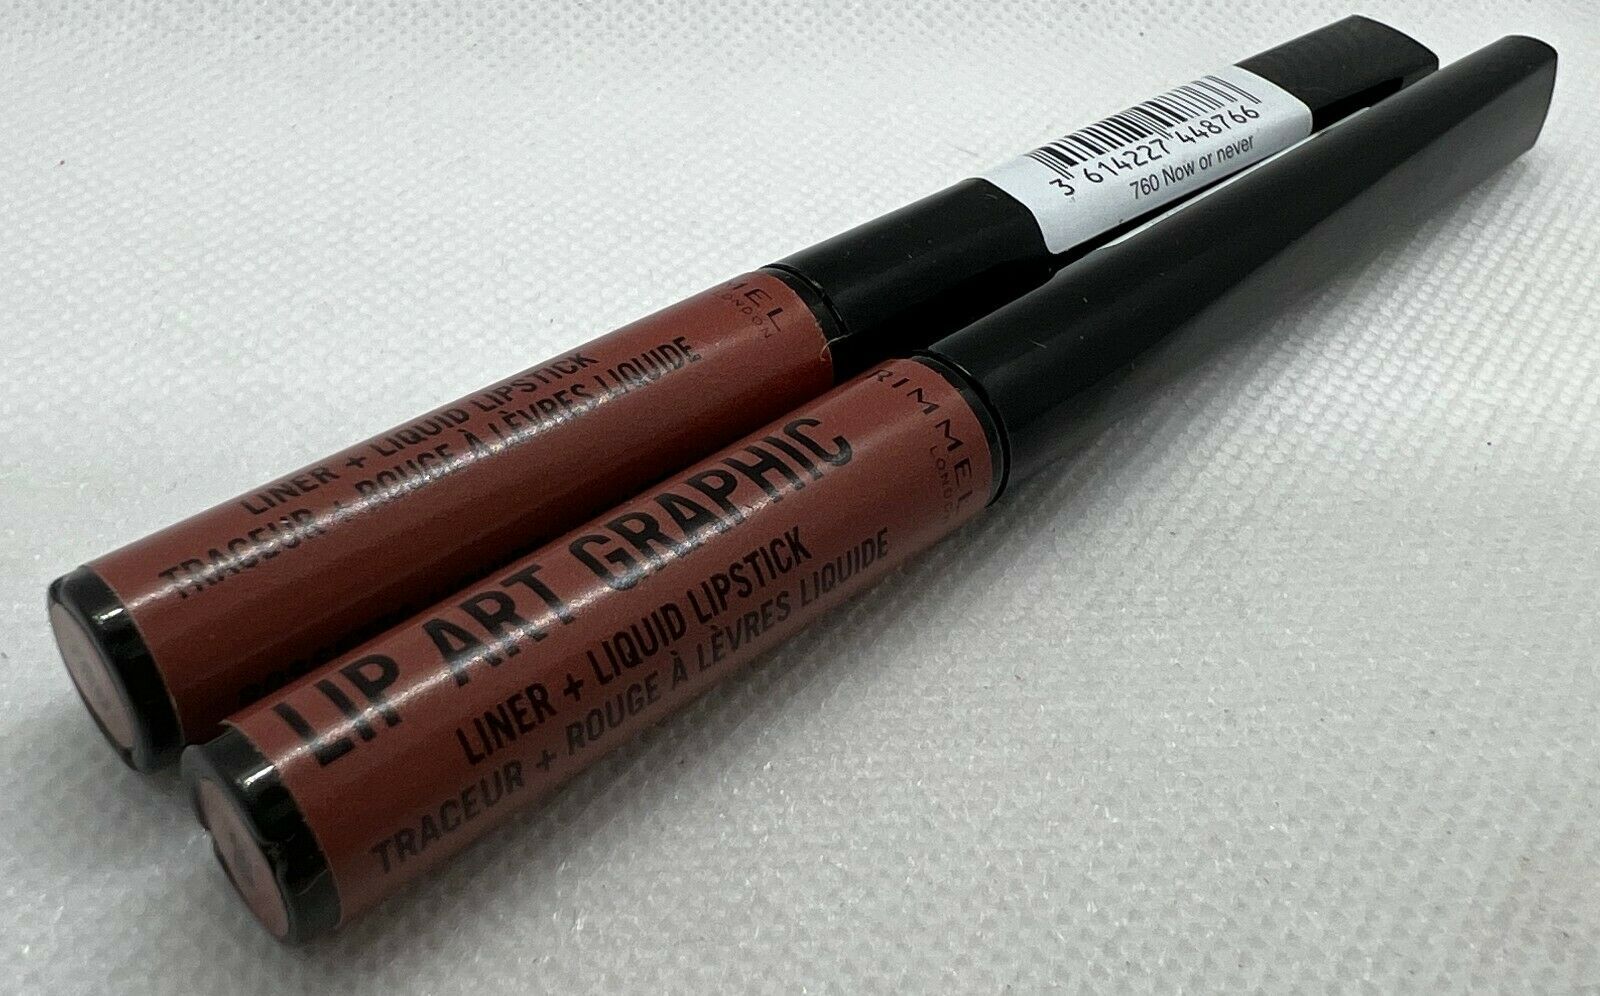 3 614227 448766
760 Now or never
LONDON
LINER + LIQUID LIPSTICK
TRACEUR + ROUGE À LÈVRES LIQUIDE
RIMMEL
LONDON
LIP ART GRAPHIC
LINER + LIQUID LIPSTICK
TRACEUR + ROUGE À LÈVRES LIQUIDE